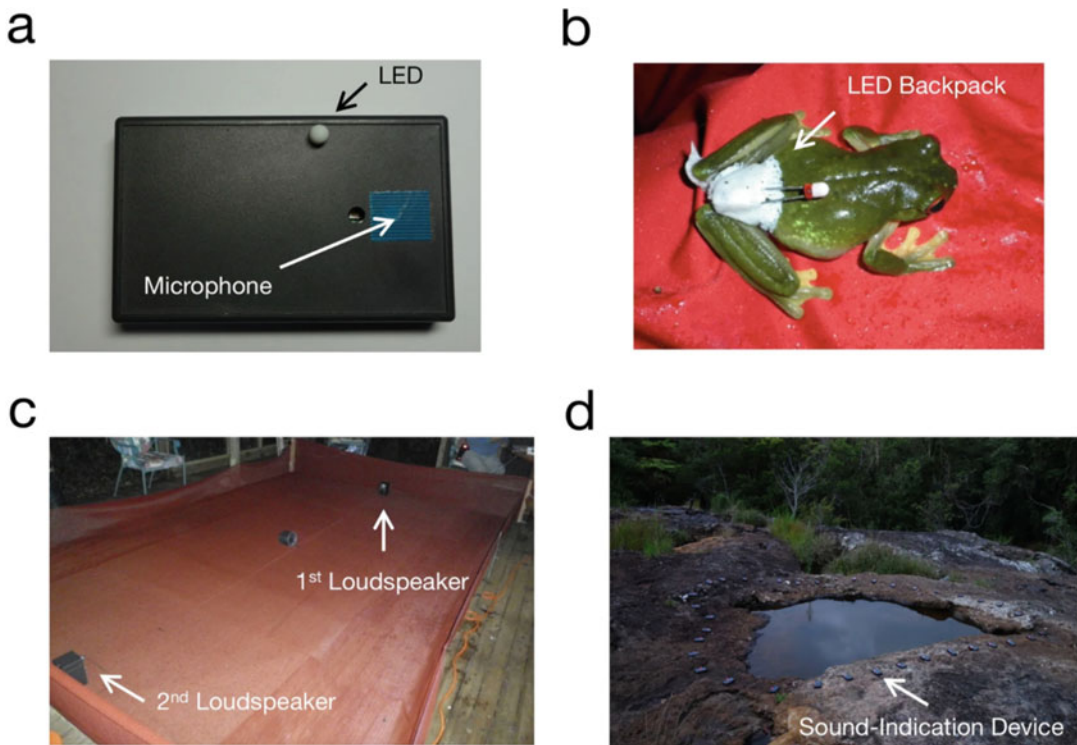 a
LED
Microphone
b
LED Backpack
c
1st Loudspeaker
2nd Loudspeaker
d
Sound-Indication Device